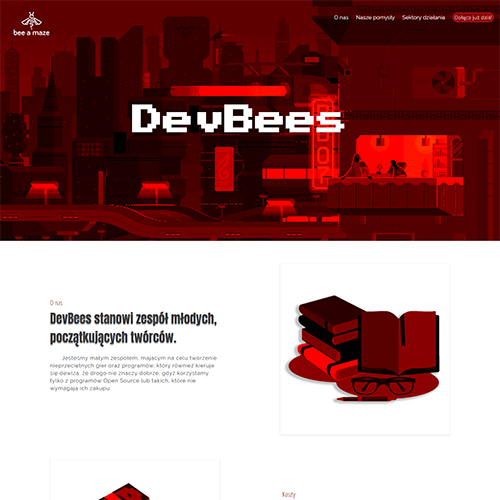 bee a maze
O nas
Nasze pomysły
Sektory działania
Dołącz już dziś!
DevBees
O nas
DevBees stanowi zespół młodych,
początkujących twórców.
Jesteśmy małym zespołem, mającym na celu tworzenie
nieprzeciętnych gier oraz programów, który również kieruje
się dewizą, że drogo nie znaczy dobrze, gdyż korzystamy
tylko z programów Open Source lub takich, które nie
wymagają ich zakupu.
Koszty